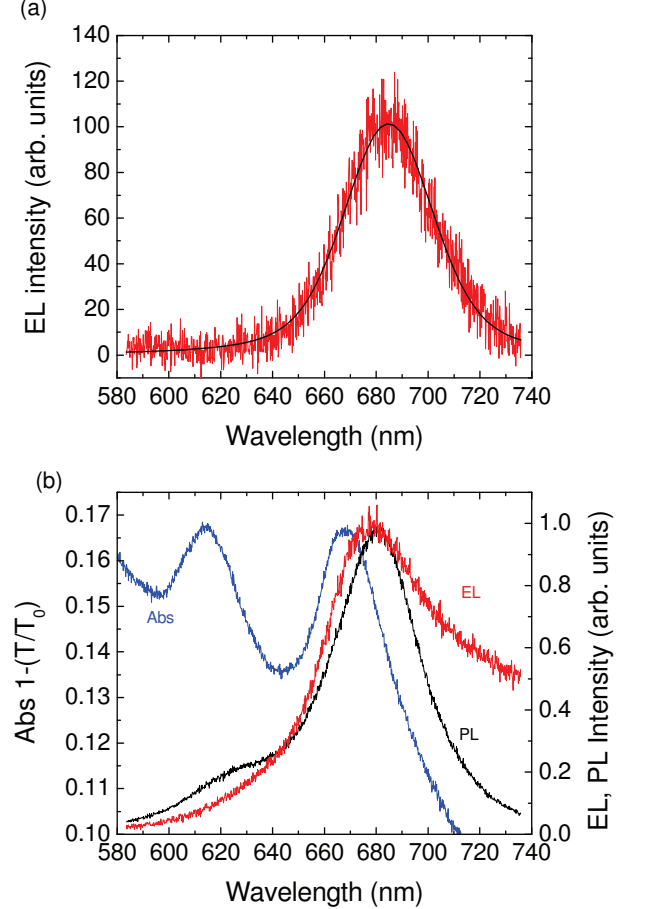 (a)
140
120
100
80
60
40
20
0
EL intensity (arb. units)
580 600 620 640 660 680 700 720 740
Wavelength (nm)
(b)
0.17
0.16
0.15
0.14
0.13
0.12
0.11
0.10
Abs 1-(T/T0)
Abs
EL
PL
1.0
0.8
0.6
0.4
0.2
0.0
EL, PL Intensity (arb. units)
580 600 620 640 660 680 700 720 740
Wavelength (nm)